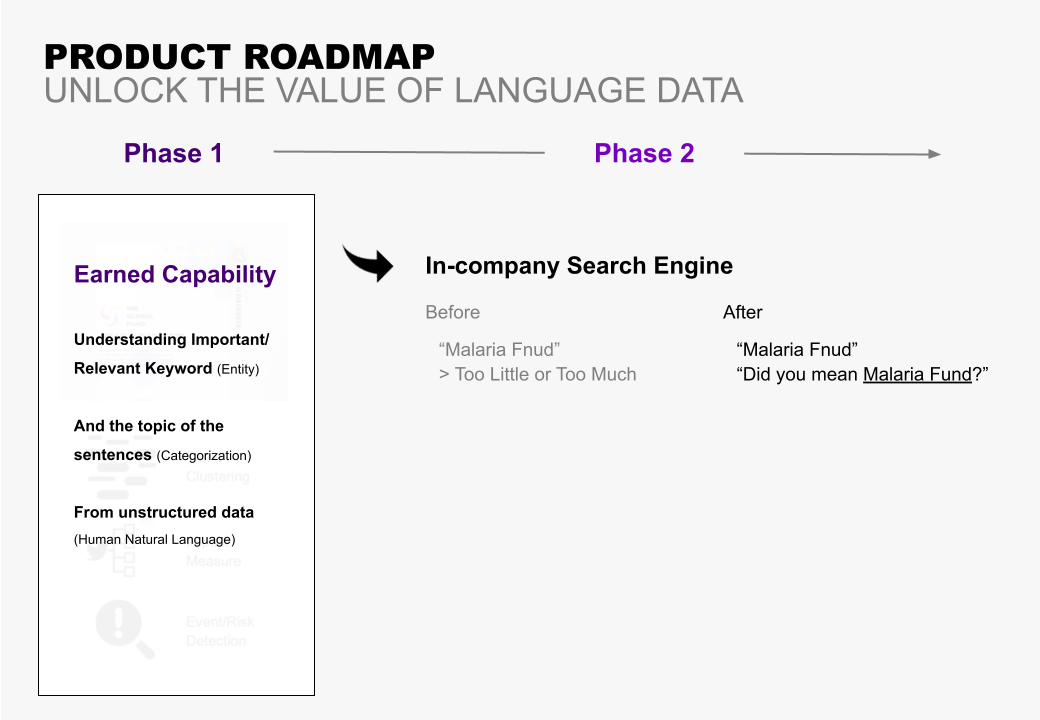 PRODUCT ROADMAP
UNLOCK THE VALUE OF LANGUAGE DATA
Phase 1
Phase 2
Earned Capability
Understanding Important/
Relevant Keyword (Entity)
And the topic of the
sentences (Categorization)
Clustering
From unstructured data
(Human Natural Language)
Measure
Event/Risk
Detection
In-company Search Engine
Before
“Malaria Fnud”
> Too Little or Too Much
After
“Malaria Fnud”
“Did you mean Malaria Fund?”